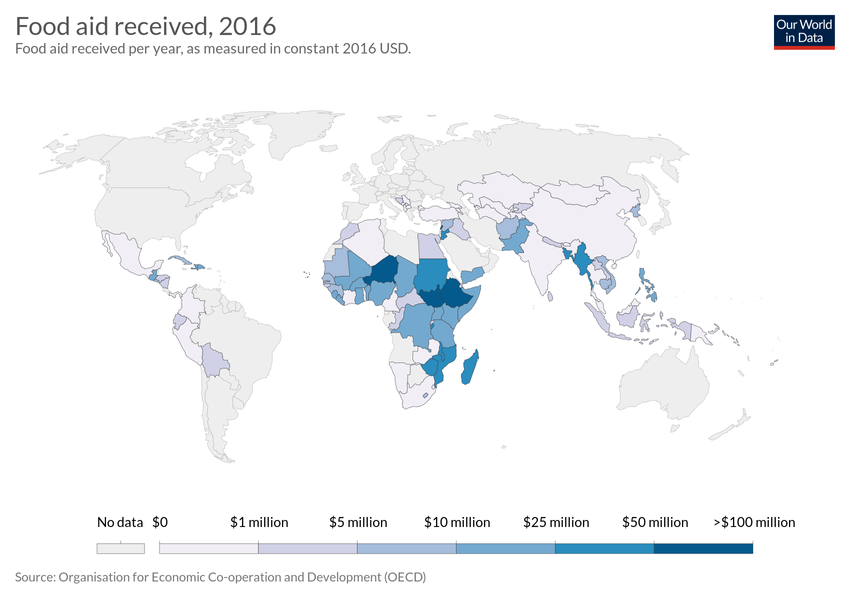 Food aid received, 2016
Food aid received per year, as measured in constant 2016 USD.
Our World
in Data
No data $0 $1 million $5 million $10 million $25 million $50 million >$100 million
Source: Organisation for Economic Co-operation and Development (OECD)